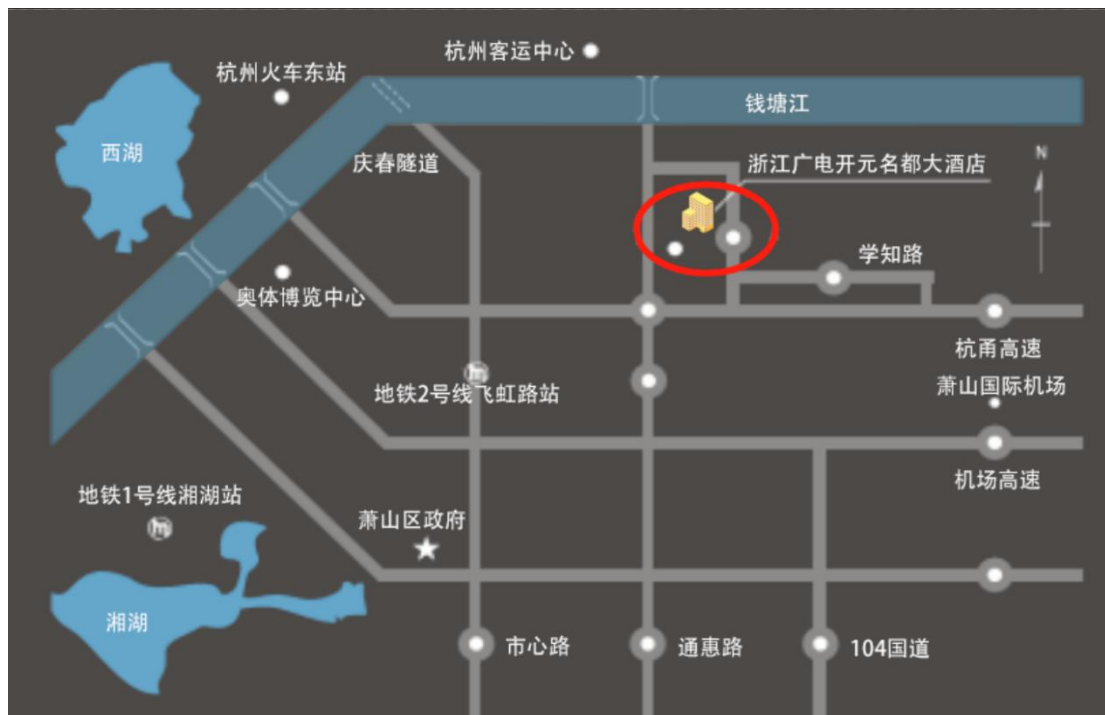 杭州客运中心
杭州火车东站
钱塘江
西湖
庆春隧道
浙江广电开元名都大酒店
N
学知路
奥体博览中心
杭甬高速
地铁2号线飞虹路站
萧山国际机场
机场高速
地铁1号线湘湖站
萧山区政府
湘湖
市心路
通惠路
104国道